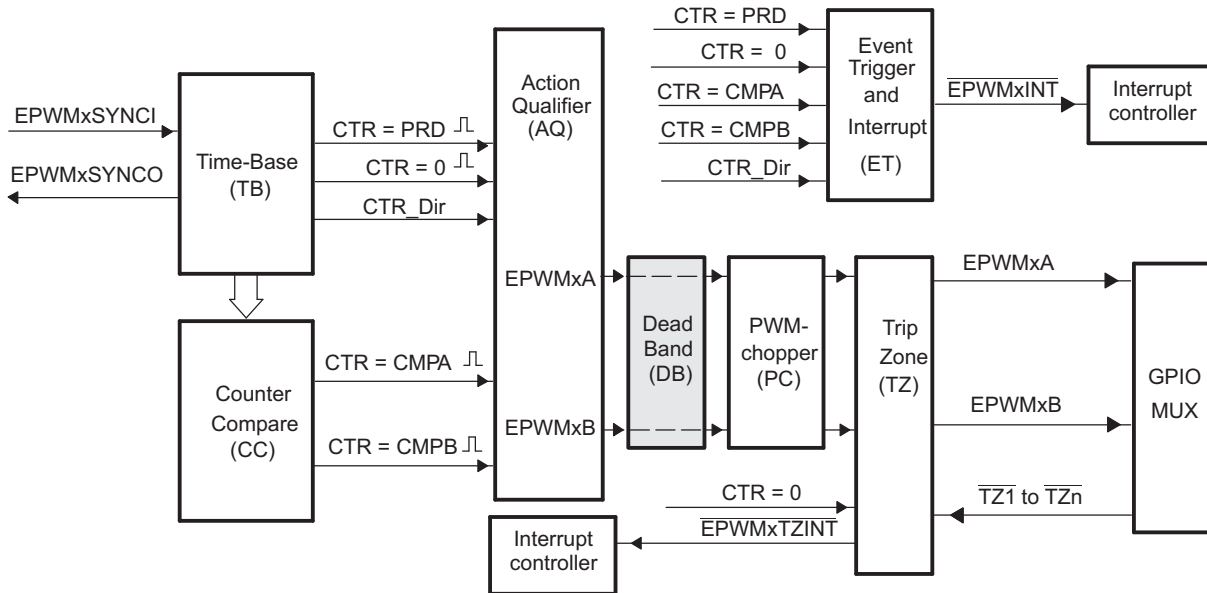 EPWMxSYNCI
EPWMxSYNCO
Time-Base
(TB)
CTR = PRD
CTR = 0
CTR_Dir
Counter
Compare
(CC)
CTR = CMPA
CTR = CMPB
Action
Qualifier
(AQ)
EPWMxA
EPWMxB
CTR = PRD
CTR = 0
CTR = CMPA
CTR = CMPB
CTR_Dir
Event
Trigger
and
Interrupt
(ET)
EPWMxINT
Interrupt
controller
Dead
Band
(DB)
PWM-
chopper
(PC)
Trip
Zone
(TZ)
EPWMxA
EPWMxB
TZ1 to TZn
GPIO
MUX
CTR = 0
EPWMxTZINT
Interrupt
controller